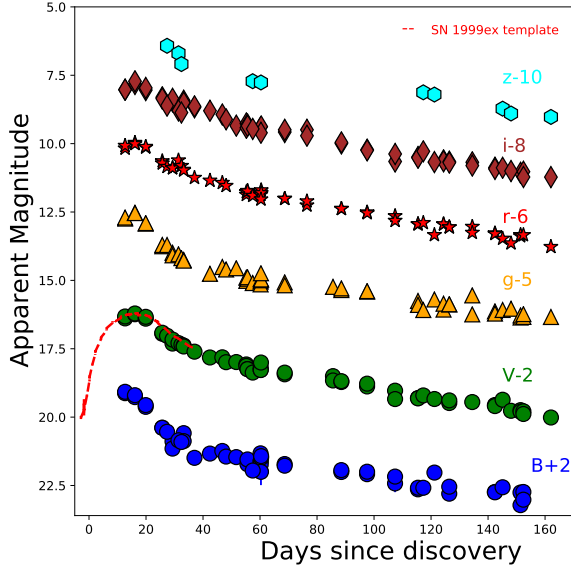 SN 1999ex template
z-10
i-8
r-6
g-5
V-2
B+2
Apparent Magnitude
5.0
7.5
10.0
12.5
15.0
17.5
20.0
22.5
0
20
40
60
80
100
120
140
160
Days since discovery